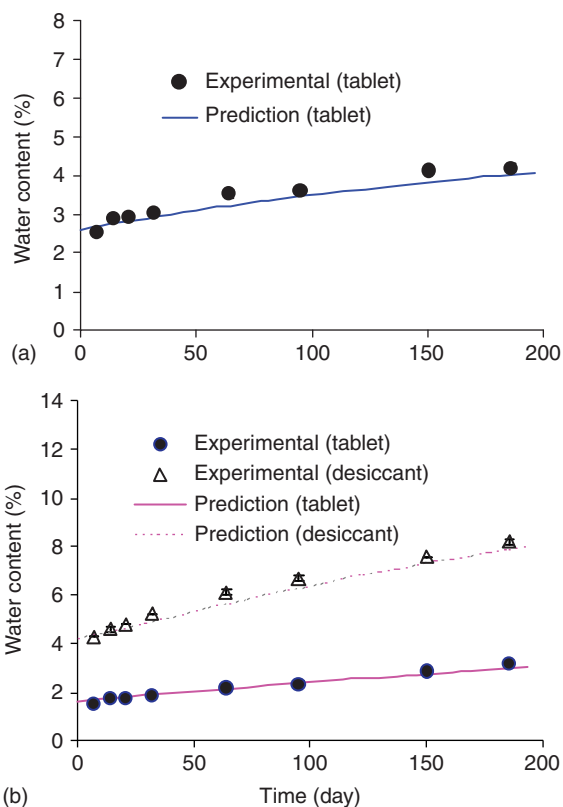 8
7
6
5
4
3
2
1
0
Water content (%)
Experimental (tablet)
Prediction (tablet)
0 50 100 150 200
(a)
14
12
10
8
6
4
2
0
Water content (%)
Experimental (tablet)
Experimental (desiccant)
Prediction (tablet)
Prediction (desiccant)
0 50 100 150 200
(b) Time (day)